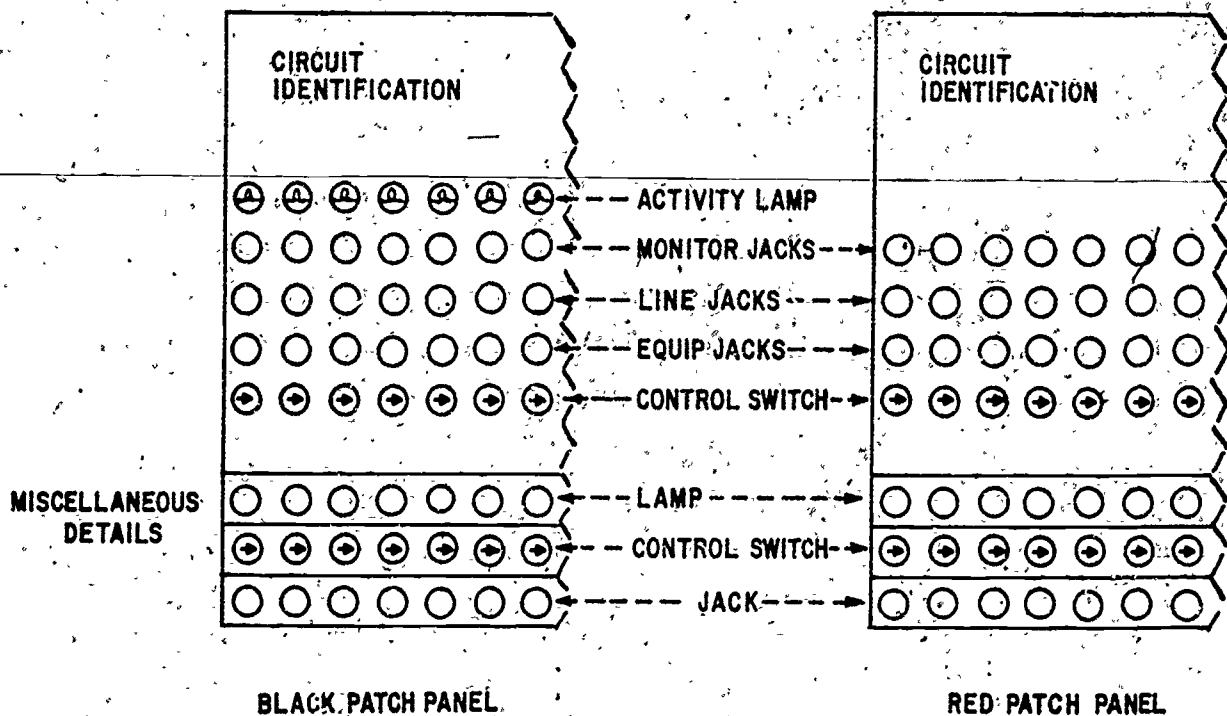 CIRCUIT
IDENTIFICATION
CIRCUIT
IDENTIFICATION
ACTIVITY LAMP
MONITOR JACKS
LINE JACKS
EQUIP JACKS
CONTROL SWITCH
MISCELLANEOUS
DETAILS
LAMP
CONTROL SWITCH
JACK
BLACK PATCH PANEL
RED PATCH PANEL